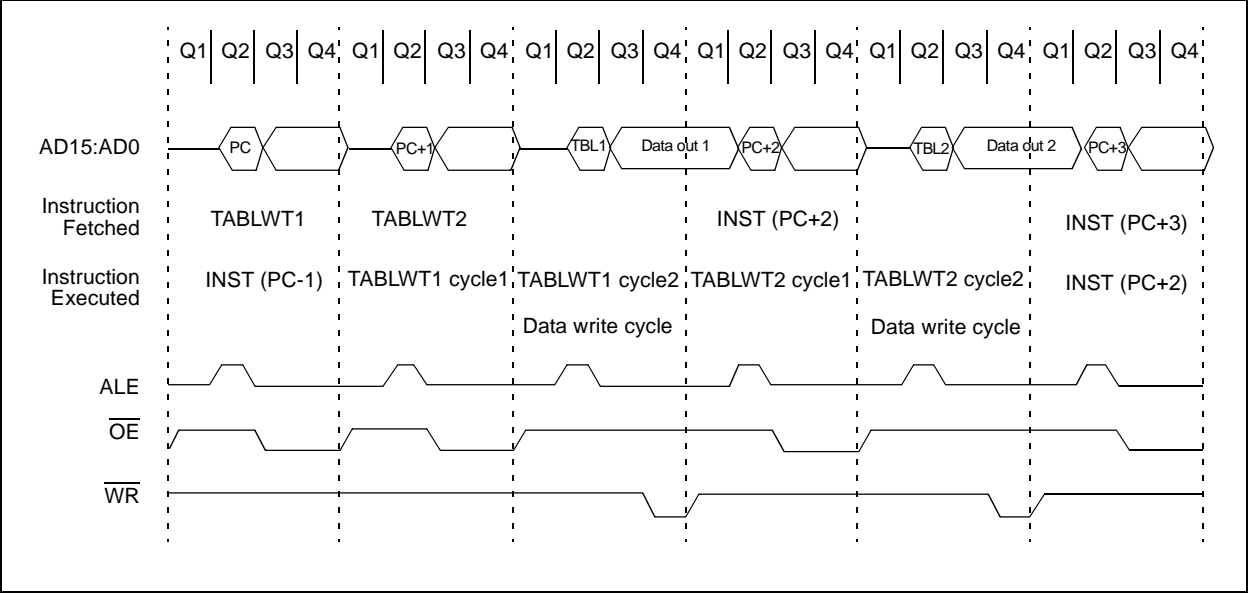 Q1 Q2 Q3 Q4 Q1 Q2 Q3 Q4 Q1 Q2 Q3 Q4 Q1 Q2 Q3 Q4 Q1 Q2 Q3 Q4 Q1 Q2 Q3 Q4
AD15:AD0 PC PC+1 TBL1 Data out 1 PC+2 TBL2 Data out 2 PC+3
Instruction
Fetched
TABLWT1 TABLWT2 INST (PC+2) INST (PC+3)
Instruction
Executed
INST (PC-1) TABLWT1 cycle1 TABLWT1 cycle2 TABLWT2 cycle1 TABLWT2 cycle2 INST (PC+2)
Data write cycle Data write cycle
ALE
OE
WR